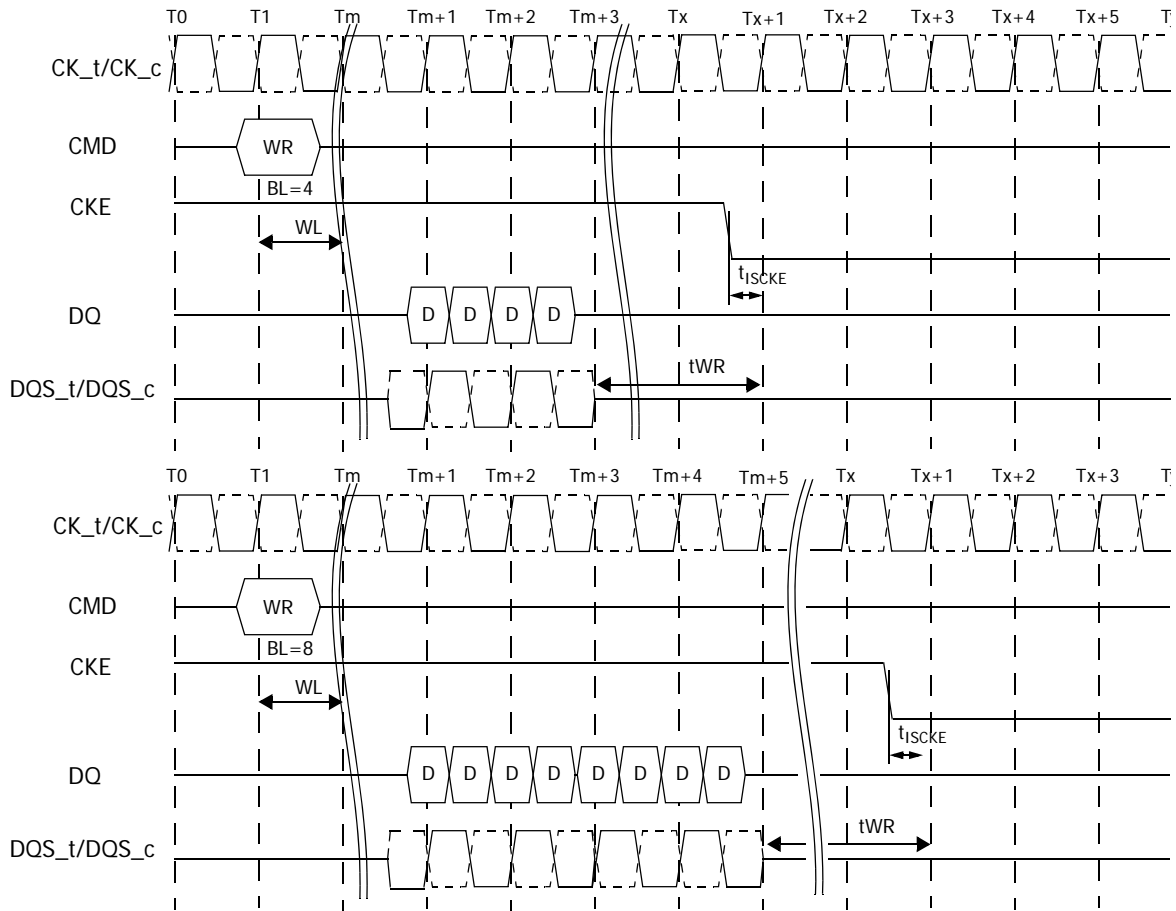 T0 T1 Tm Tm+1 Tm+2 Tm+3 Tx Tx+1 Tx+2 Tx+3 Tx+4 Tx+5
CK_t/CK_c
CMD WR
BL=4
CKE
WL
tISCKE
DQ D D D D
tWR
DQS_t/DQS_c
T0 T1 Tm Tm+1 Tm+2 Tm+3 Tm+4 Tm+5 Tx Tx+1 Tx+2 Tx+3
CK_t/CK_c
CMD WR
BL=8
CKE
WL
tISCKE
DQ D D D D D D D D
tWR
DQS_t/DQS_c